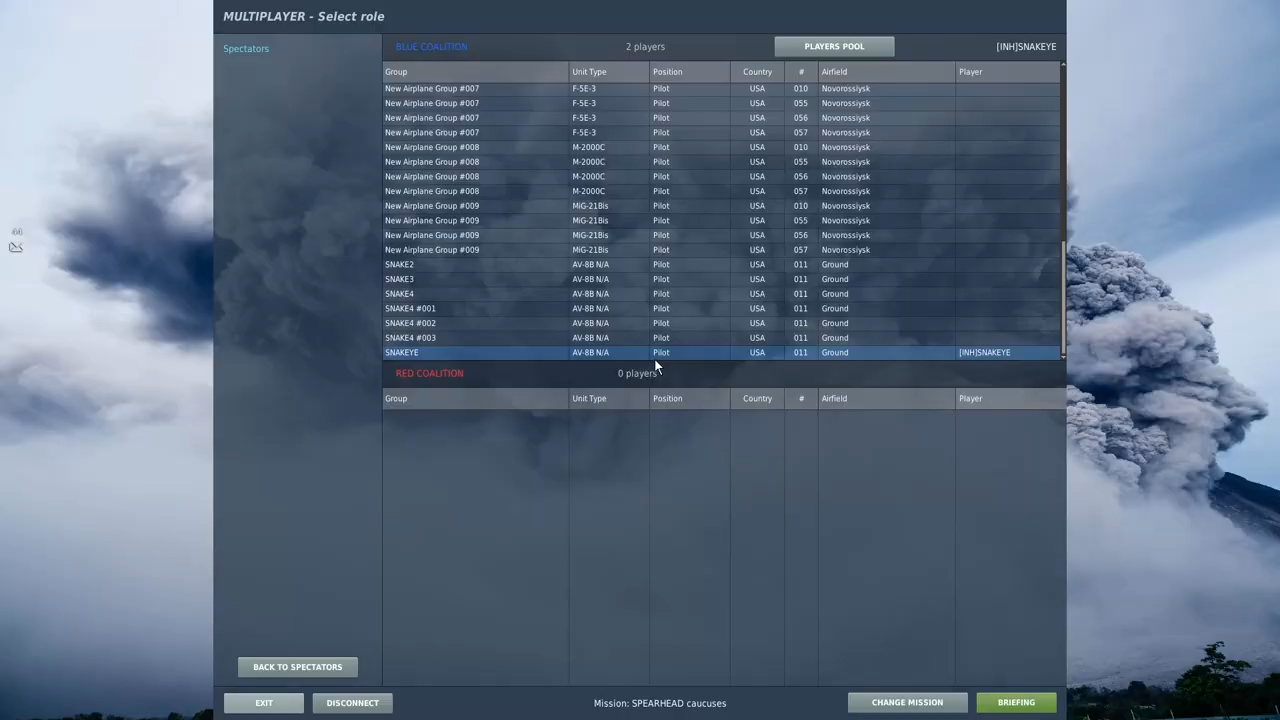 MULTIPLAYER - Select role
Spectators
BLUE COALITION 2 players PLAYERS POOL [INH]SNAKEYE
Group Unit Type Position Country # Airfield Player
New Airplane Group #007 F-5E-3 Pilot USA 010 Novorossiysk
New Airplane Group #007 F-5E-3 Pilot USA 055 Novorossiysk
New Airplane Group #007 F-5E-3 Pilot USA 056 Novorossiysk
New Airplane Group #007 F-5E-3 Pilot USA 057 Novorossiysk
New Airplane Group #008 M-2000C Pilot USA 010 Novorossiysk
New Airplane Group #008 M-2000C Pilot USA 055 Novorossiysk
New Airplane Group #008 M-2000C Pilot USA 056 Novorossiysk
New Airplane Group #008 M-2000C Pilot USA 057 Novorossiysk
New Airplane Group #009 MiG-21Bis Pilot USA 010 Novorossiysk
New Airplane Group #009 MiG-21Bis Pilot USA 055 Novorossiysk
New Airplane Group #009 MiG-21Bis Pilot USA 056 Novorossiysk
New Airplane Group #009 MiG-21Bis Pilot USA 057 Novorossiysk
SNAKE2 AV-8B N/A Pilot USA 011 Ground
SNAKE3 AV-8B N/A Pilot USA 011 Ground
SNAKE4 AV-8B N/A Pilot USA 011 Ground
SNAKE4 #001 AV-8B N/A Pilot USA 011 Ground
SNAKE4 #002 AV-8B N/A Pilot USA 011 Ground
SNAKE4 #003 AV-8B N/A Pilot USA 011 Ground
SNAKEYE AV-8B N/A Pilot USA 011 Ground [INH]SNAKEYE
RED COALITION 0 players
Group Unit Type Position Country # Airfield Player
BACK TO SPECTATORS
EXIT DISCONNECT Mission: SPEARHEAD caucuses CHANGE MISSION BRIEFING